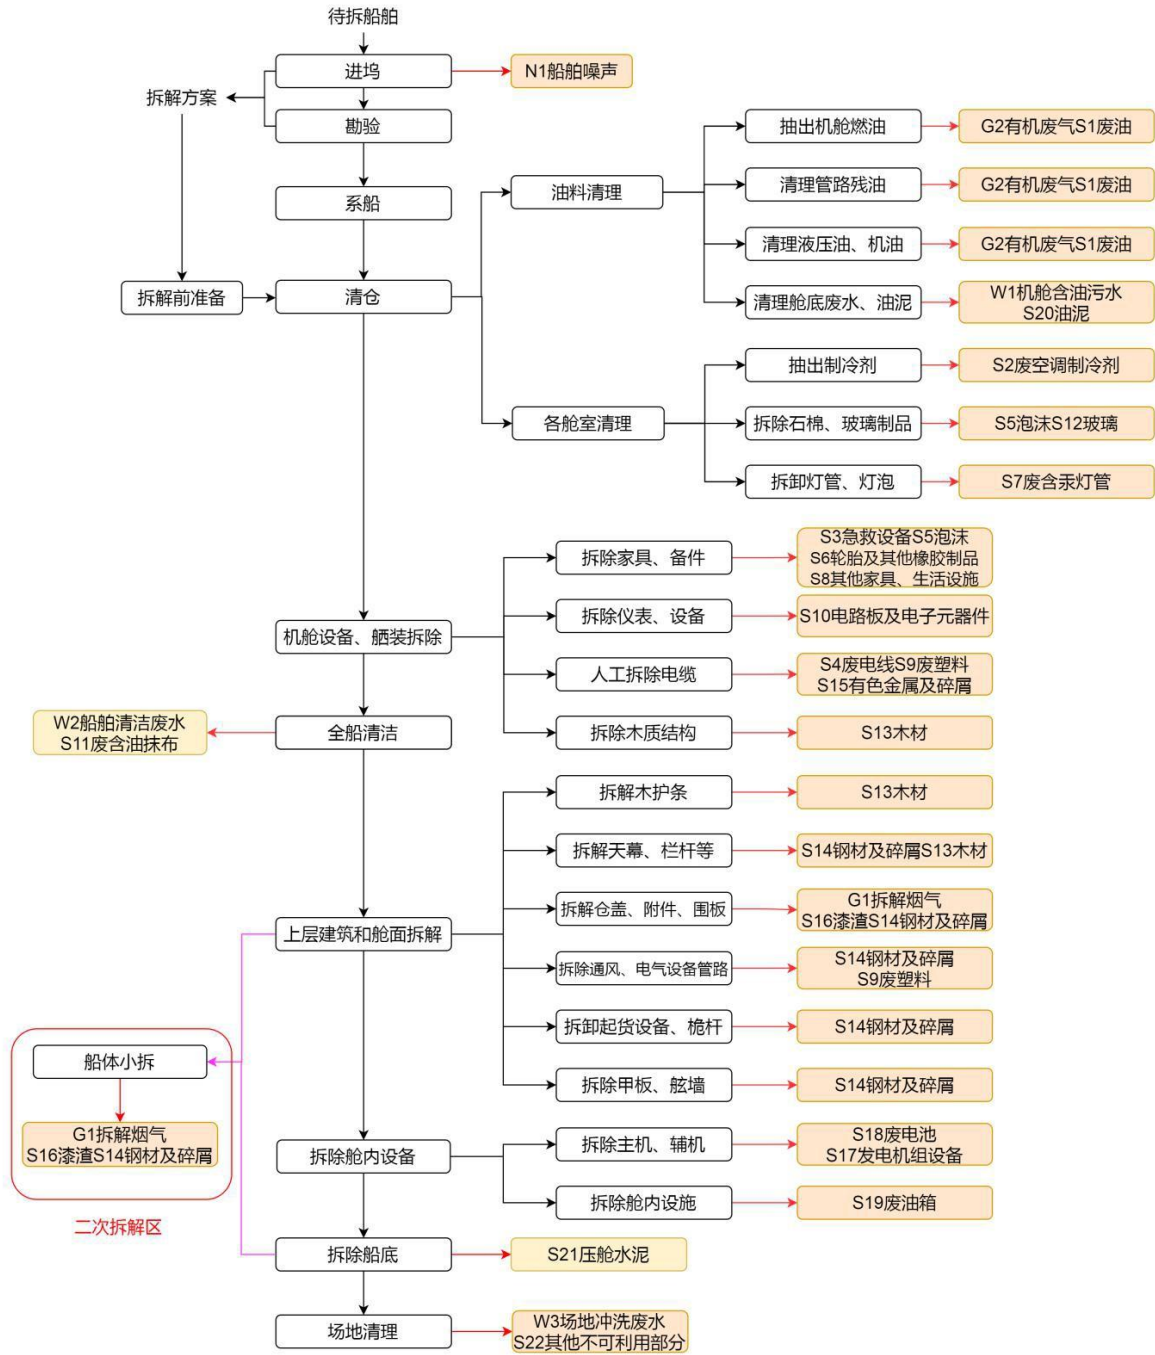 待拆船舶
进坞
N1船舶噪声
拆解方案
勘验
系船
拆解前准备
清仓
油料清理
抽出机舱燃油
G2有机废气S1废油
清理管路残油
G2有机废气S1废油
清理液压油、机油
G2有机废气S1废油
清理舱底废水、油泥
W1机舱含油污水
S20油泥
各舱室清理
抽出制冷剂
S2废空调制冷剂
拆除石棉、玻璃制品
S5泡沫S12玻璃
拆卸灯管、灯泡
S7废含汞灯管
机舱设备、舾装拆除
拆除家具、备件
S3急救设备S5泡沫
S6轮胎及其他橡胶制品
S8其他家具、生活设施
拆除仪表、设备
S10电路板及电子元器件
人工拆除电缆
S4废电线S9废塑料
S15有色金属及碎屑
拆除木质结构
S13木材
全船清洁
W2船舶清洁废水
S11废含油抹布
上层建筑和舱面拆解
拆解木护条
S13木材
拆解天幕、栏杆等
S14钢材及碎屑S13木材
拆解仓盖、附件、围板
G1拆解烟气
S16漆渣S14钢材及碎屑
拆除通风、电气设备管路
S14钢材及碎屑
S9废塑料
拆卸起货设备、桅杆
S14钢材及碎屑
拆除甲板、舷墙
S14钢材及碎屑
船体小拆
G1拆解烟气
S16漆渣S14钢材及碎屑
二次拆解区
拆除舱内设备
拆除主机、辅机
S18废电池
S17发电机组设备
拆除舱内设施
S19废油箱
拆除船底
S21压舱水泥
场地清理
W3场地冲洗废水
S22其他不可利用部分